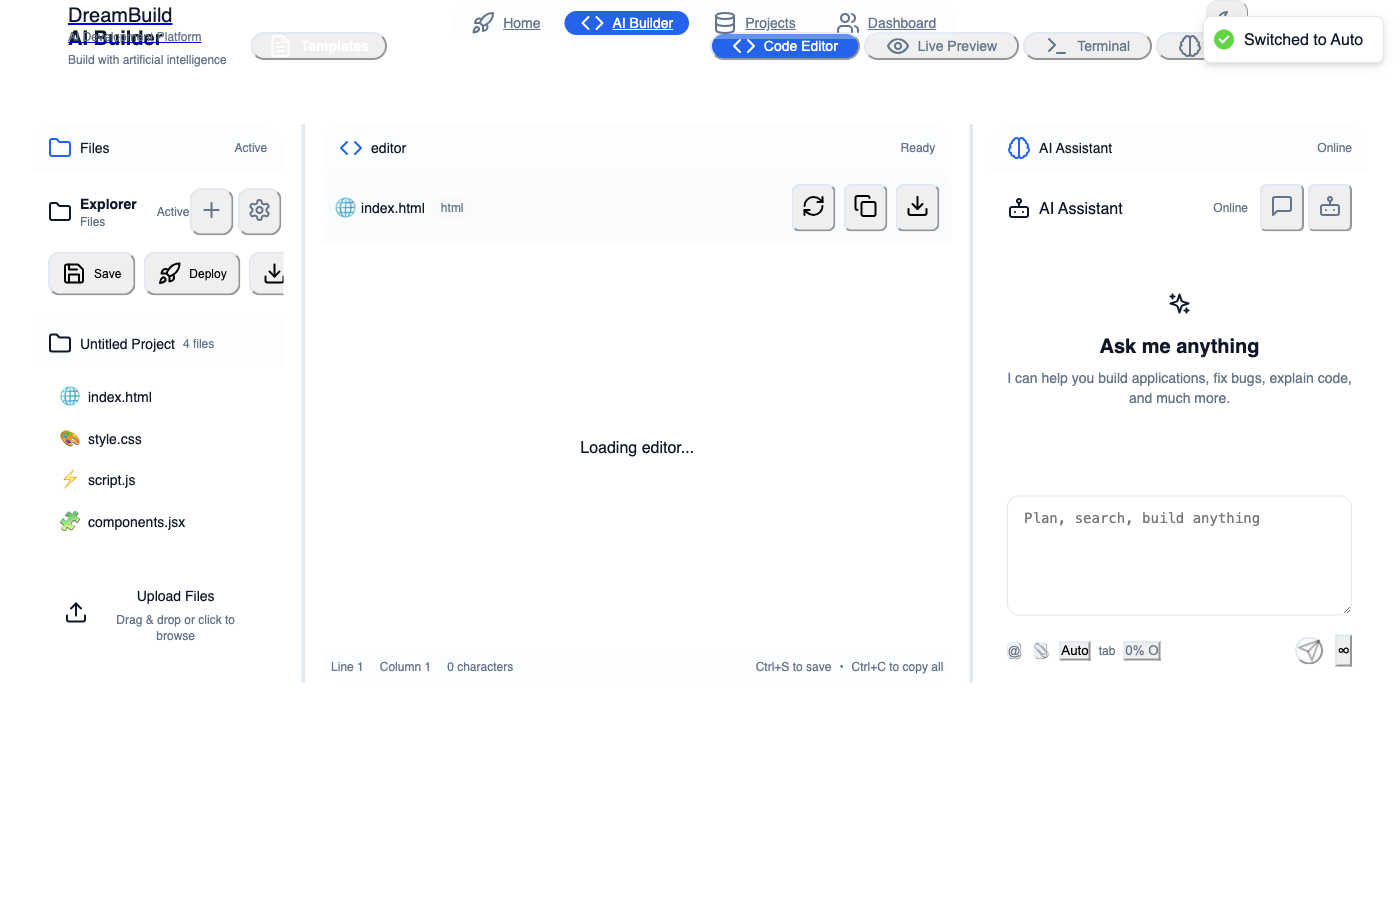 DreamBuild
AI Development Platform
Home
AI Builder
Projects
Dashboard
AI Builder
Build with artificial intelligence
Templates
Code Editor
Live Preview
Terminal
Switched to Auto
Files
Active
Explorer
Files
Active
Save
Deploy
Untitled Project 4 files
index.html
style.css
script.js
components.jsx
Upload Files
Drag & drop or click to
browse
editor
Ready
index.html html
Loading editor...
Line 1 Column 1 0 characters
Ctrl+S to save • Ctrl+C to copy all
AI Assistant
Online
AI Assistant
Online
Ask me anything
I can help you build applications, fix bugs, explain code,
and much more.
Plan, search, build anything
@ Auto tab 0% O ∞